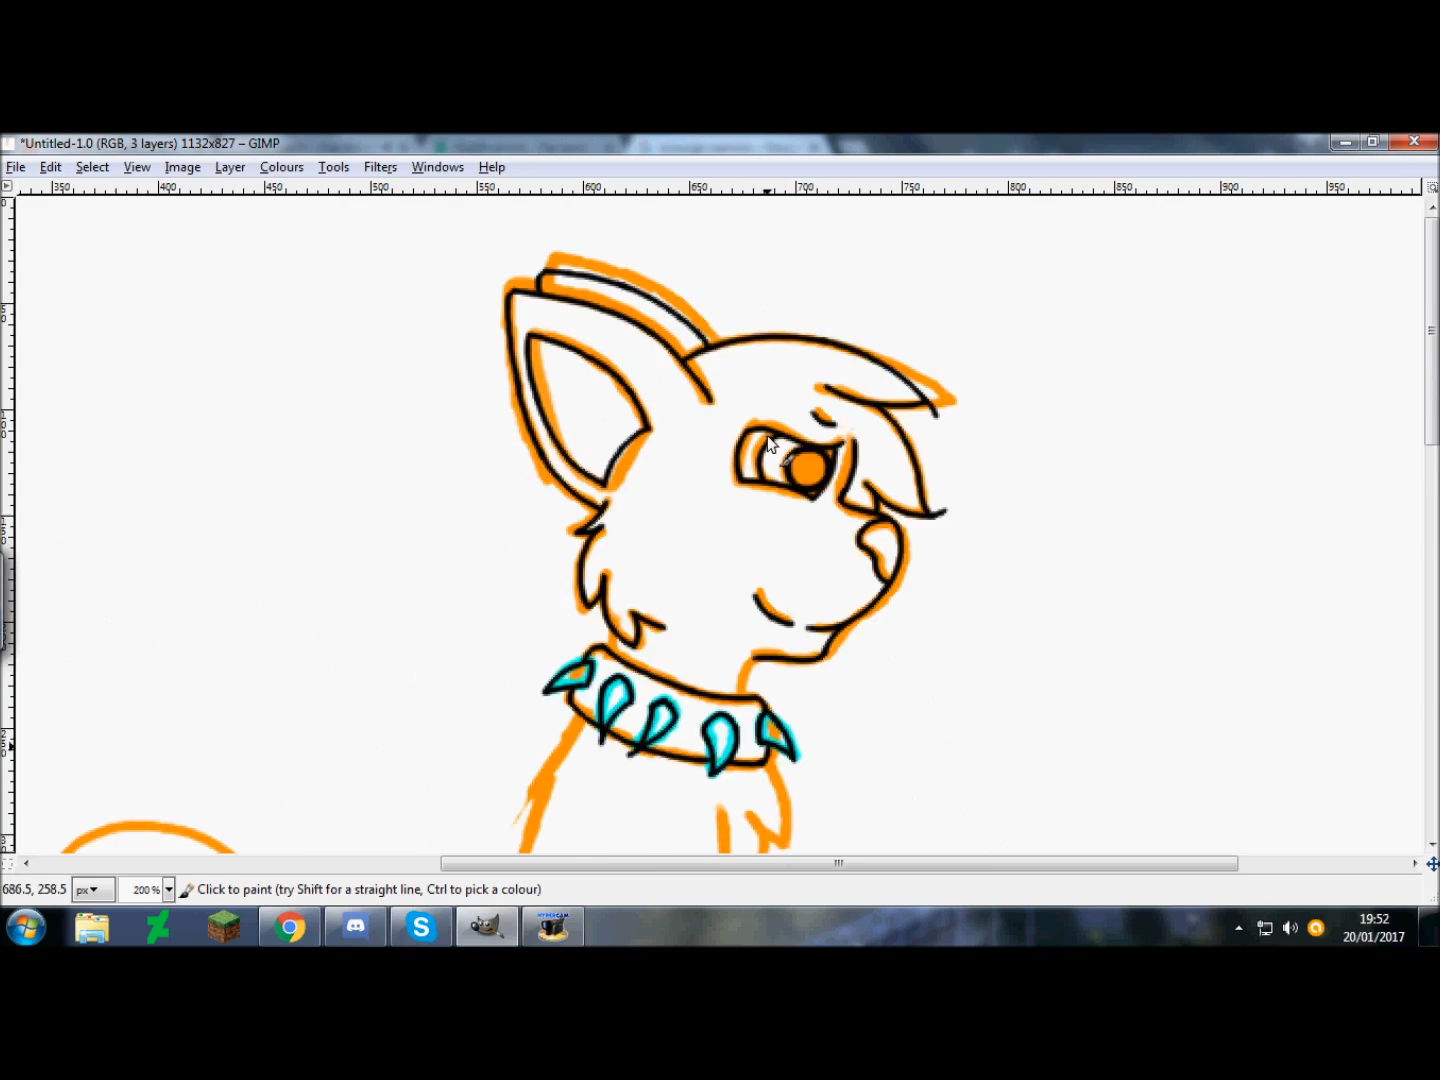 *Untitled-1.0 (RGB, 3 layers) 1132x827 – GIMP
File Edit Select View Image Layer Colours Tools Filters Windows Help
350 400 450 500 550 600 650 700 750 800 850 900 950
686.5, 258.5 px 200 % Click to paint (try Shift for a straight line, Ctrl to pick a colour)
HYPERCAM
19:52
20/01/2017